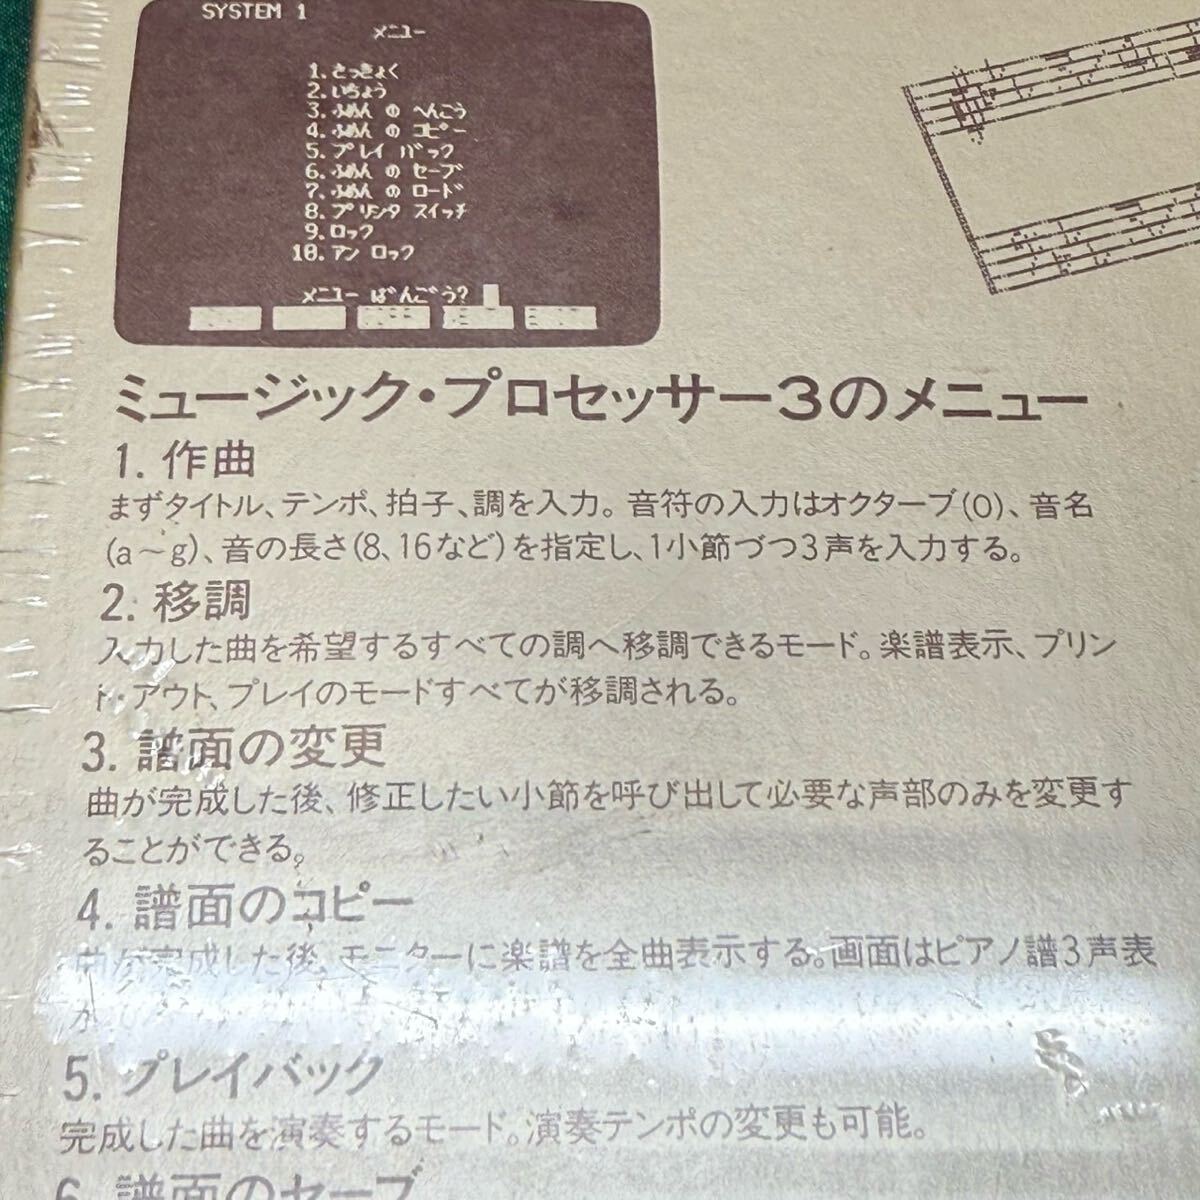 SYSTEM 1
メニュー
1. さっきょく
2. いちょう
3. ふめん の へんこう
4. ふめん の コピー
5. プレイ バック
6. ふめん の セーブ
7. ふめん の ロード
8. プリンタ スイッチ
9. ロック
10. アン ロック
メニュー ばんごう?
ミュージック・プロセッサー3のメニュー
1. 作曲
まずタイトル、テンポ、拍子、調を入力。音符の入力はオクターブ(O)、音名
(a〜g)、音の長さ(8、16など)を指定し、1小節づつ3声を入力する。
2. 移調
入力した曲を希望するすべての調へ移調できるモード。楽譜表示、プリン
ト・アウト、プレイのモードすべてが移調される。
3. 譜面の変更
曲が完成した後、修正したい小節を呼び出して必要な声部のみを変更す
ることができる。
4. 譜面のコピー
曲が完成した後、モニターに楽譜を全曲表示する。画面はピアノ譜3声表
5. プレイバック
完成した曲を演奏するモード。演奏テンポの変更も可能。
6. 譜面のセーブ